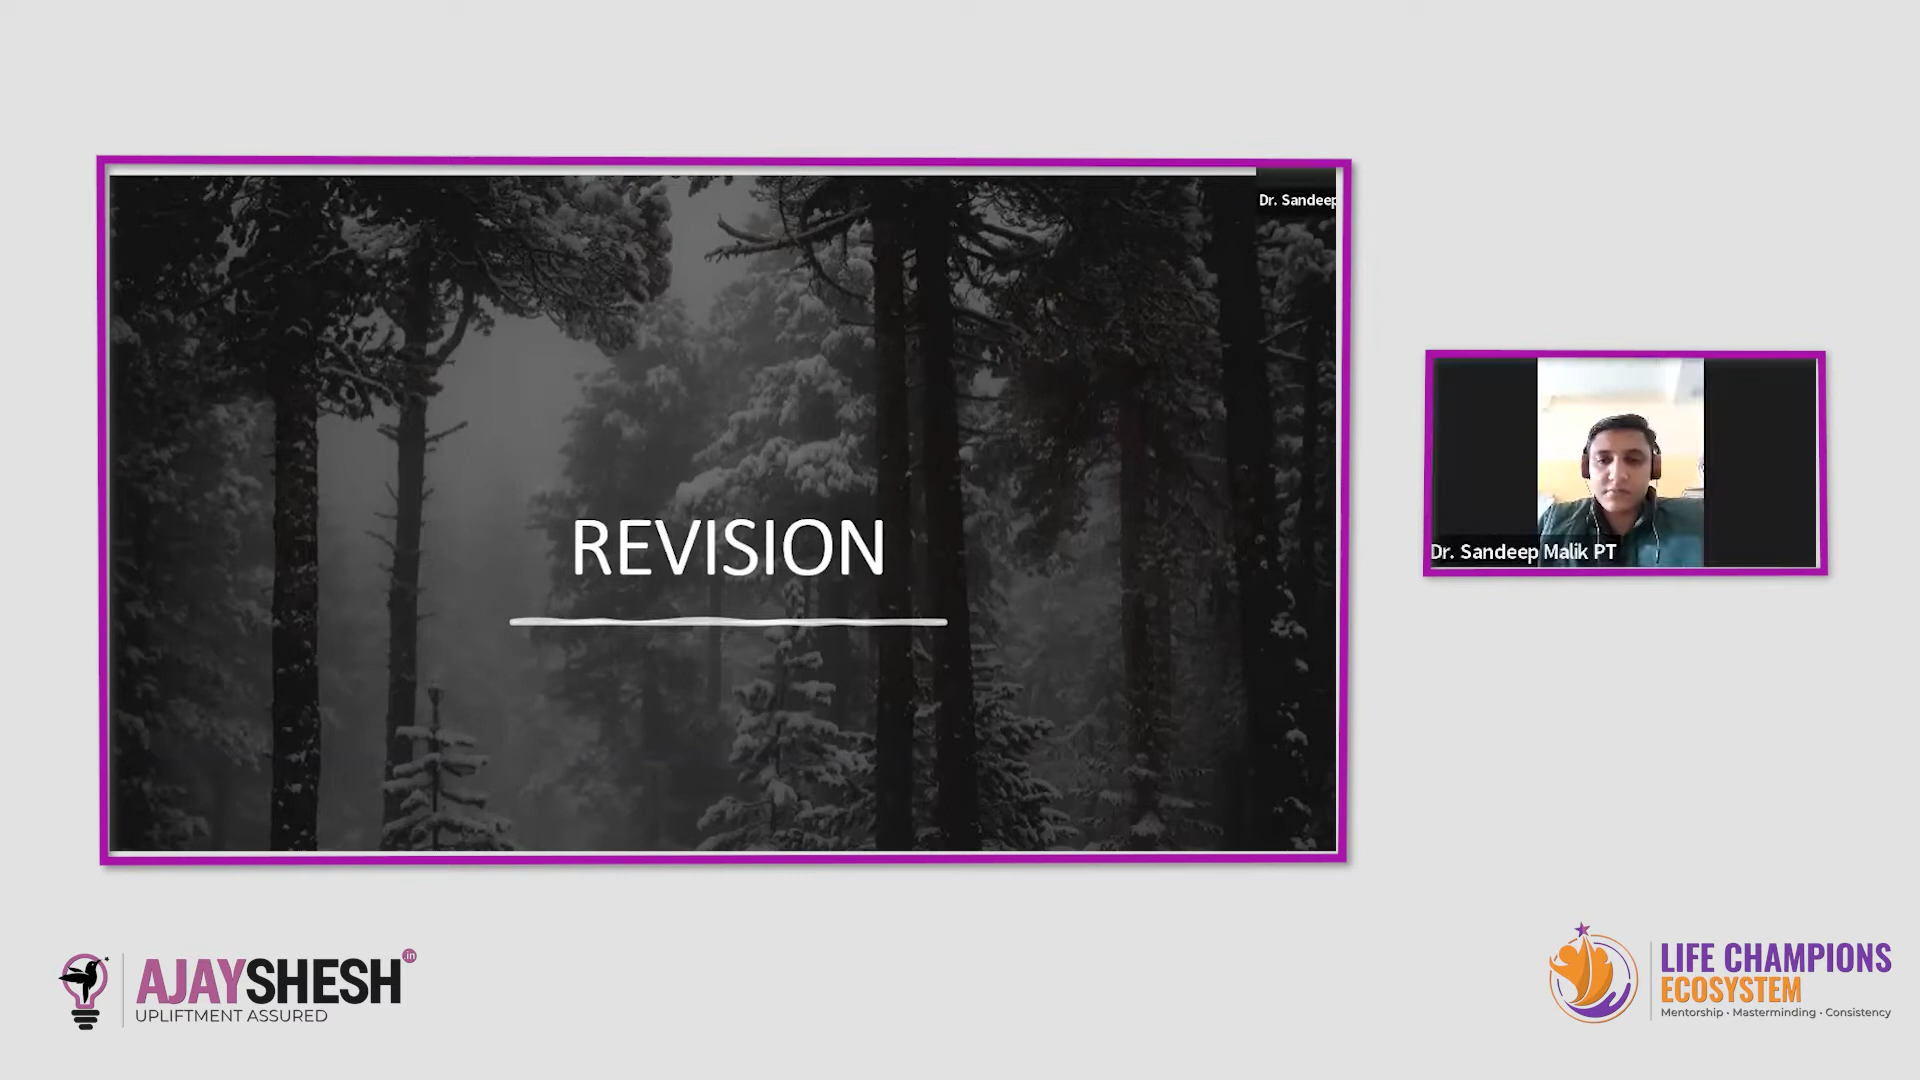 Dr. Sandeep
REVISION
Dr. Sandeep Malik PT
AJAYSHESH.in
UPLIFTMENT ASSURED
LIFE CHAMPIONS
ECOSYSTEM
Mentorship • Masterminding • Consistency